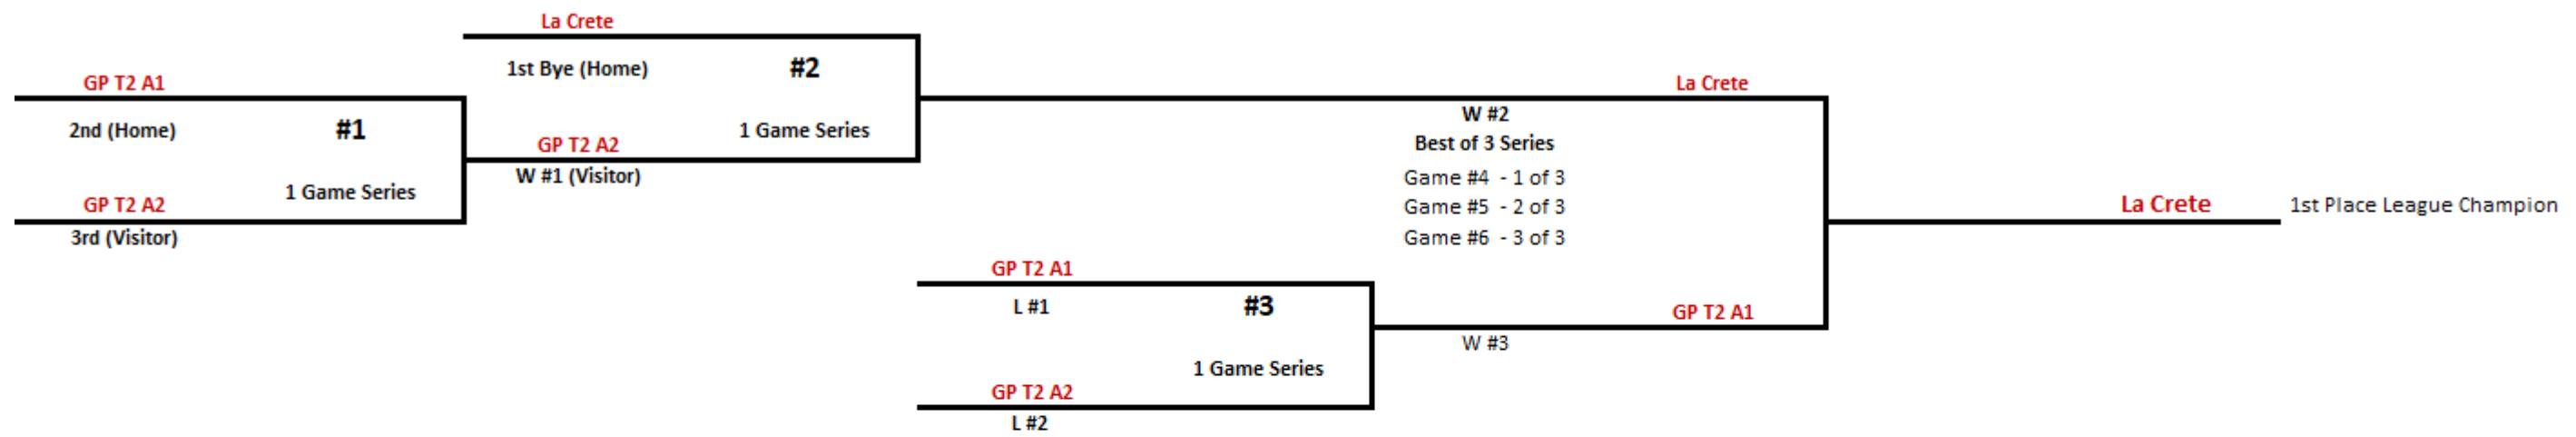 La Crete
1st Bye (Home)
#2
1 Game Series
GP T2 A1
2nd (Home)
#1
1 Game Series
GP T2 A2
3rd (Visitor)
GP T2 A2
W #1 (Visitor)
La Crete
W #2
Best of 3 Series
Game #4 - 1 of 3
Game #5 - 2 of 3
Game #6 - 3 of 3
GP T2 A1
L #1
#3
1 Game Series
GP T2 A2
L #2
GP T2 A1
W #3
La Crete
1st Place League Champion